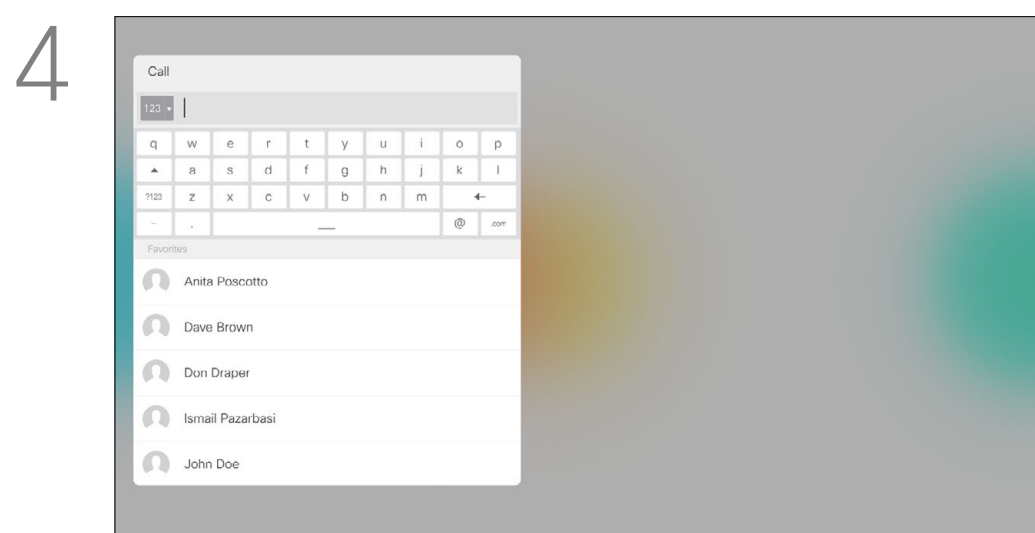 4
Call
123
q w e r t y u i o p
a s d f g h j k l
?123 z x c v b n m
- . @ .com
Favorites
Anita Poscotto
Dave Brown
Don Draper
Ismail Pazarbasi
John Doe